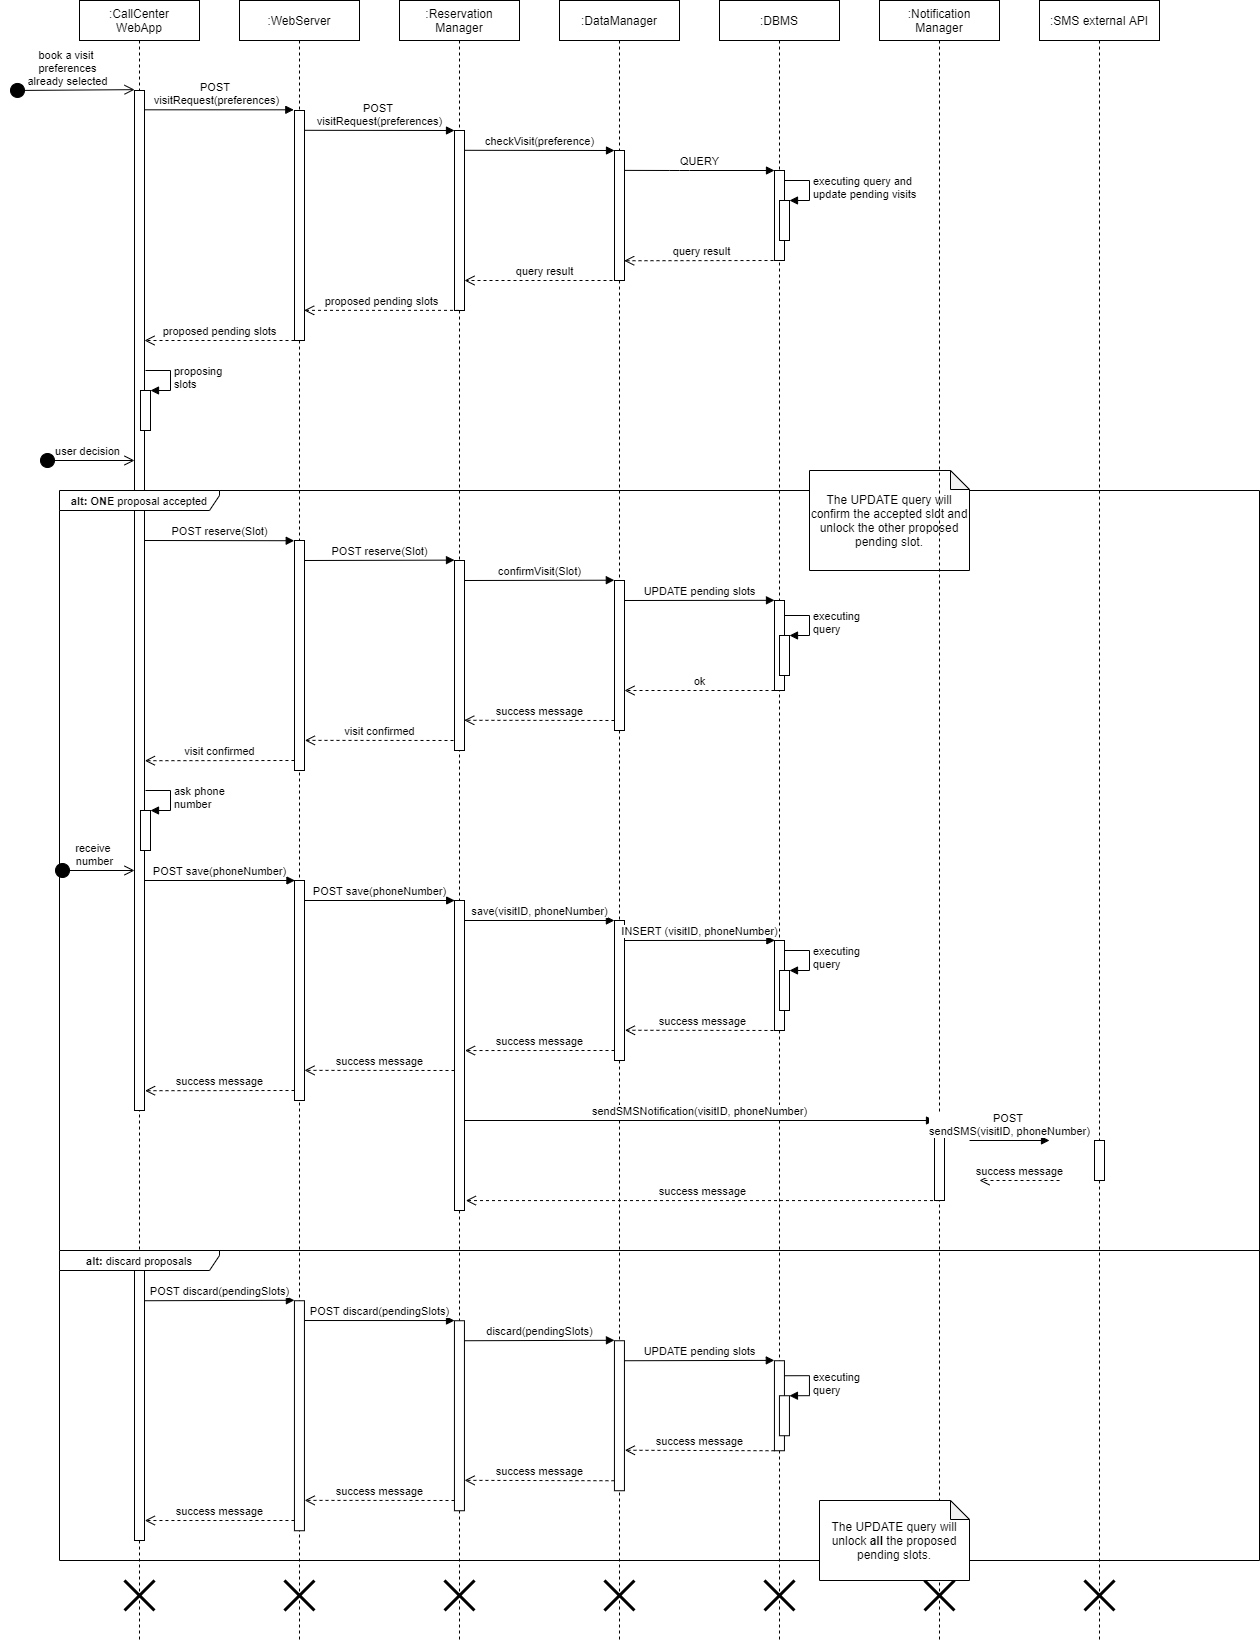 :CallCenter
WebApp
:WebServer
:Reservation
Manager
:DataManager
:DBMS
:Notification
Manager
:SMS external API
book a visit
preferences
already selected
POST
visitRequest(preferences)
POST
visitRequest(preferences)
checkVisit(preference)
QUERY
executing query and
update pending visits
query result
query result
proposed pending slots
proposed pending slots
proposing
slots
user decision
alt: ONE proposal accepted
The UPDATE query will
confirm the accepted slot and
unlock the other proposed
pending slot.
POST reserve(Slot)
POST reserve(Slot)
confirmVisit(Slot)
UPDATE pending slots
executing
query
ok
success message
visit confirmed
visit confirmed
ask phone
number
receive
number
POST save(phoneNumber)
POST save(phoneNumber)
save(visitID, phoneNumber)
INSERT (visitID, phoneNumber)
executing
query
success message
success message
success message
success message
sendSMSNotification(visitID, phoneNumber)
POST
sendSMS(visitID, phoneNumber)
success message
success message
alt: discard proposals
POST discard(pendingSlots)
POST discard(pendingSlots)
discard(pendingSlots)
UPDATE pending slots
executing
query
success message
success message
success message
success message
The UPDATE query will
unlock all the proposed
pending slots.